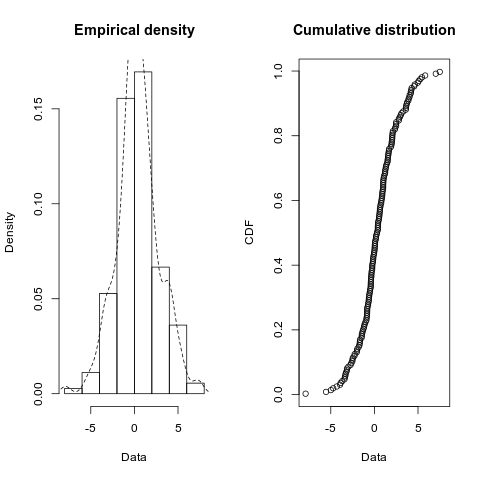 Empirical density
Density
0.00
0.05
0.10
0.15
-5 0 5
Data
Cumulative distribution
CDF
0.0
0.2
0.4
0.6
0.8
1.0
-5 0 5
Data